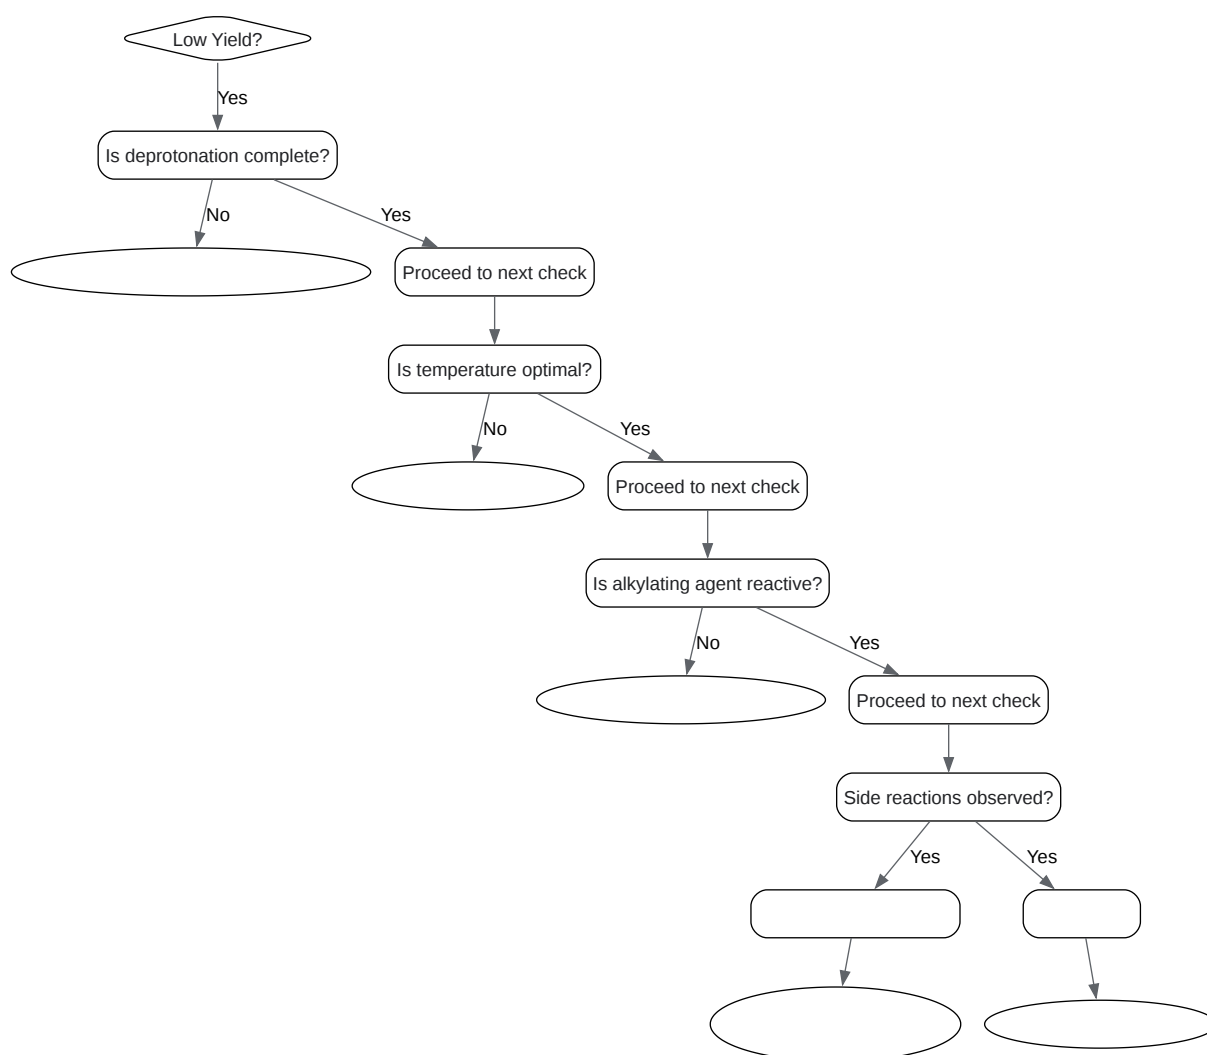 Low Yield?
Yes
Is deprotonation complete?
No
Yes
Proceed to next check
Is temperature optimal?
No
Yes
Proceed to next check
Is alkylating agent reactive?
No
Yes
Proceed to next check
Side reactions observed?
Yes
Yes